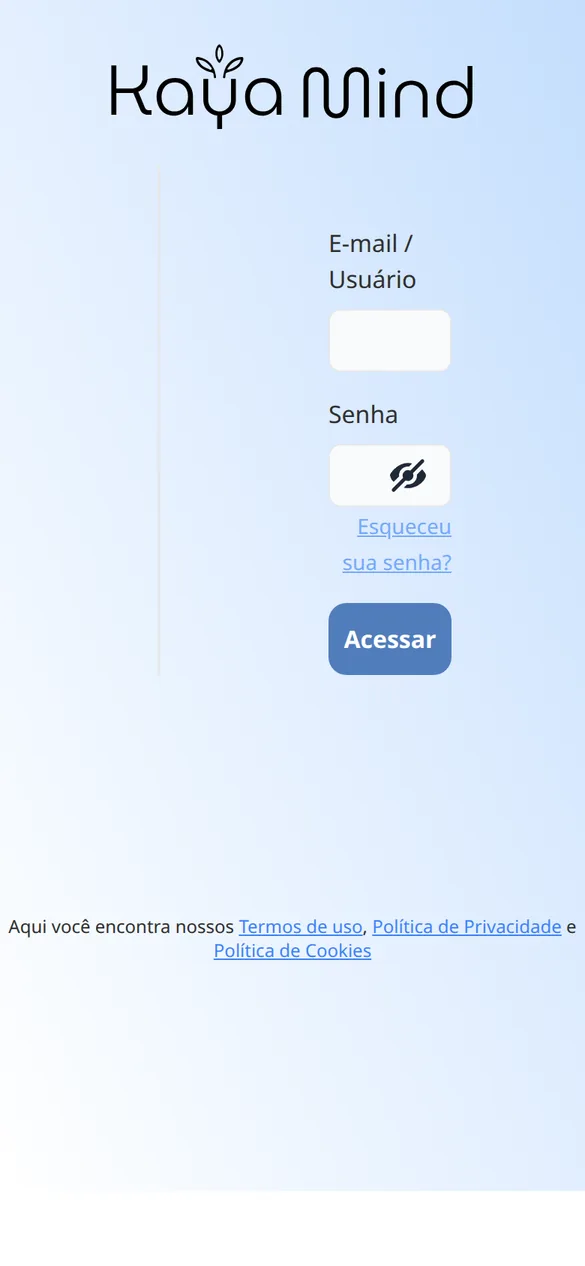 Kaya Mind
E-mail /
Usuário
Senha
Esqueceu
sua senha?
Acessar
Aqui você encontra nossos Termos de uso, Política de Privacidade e
Política de Cookies